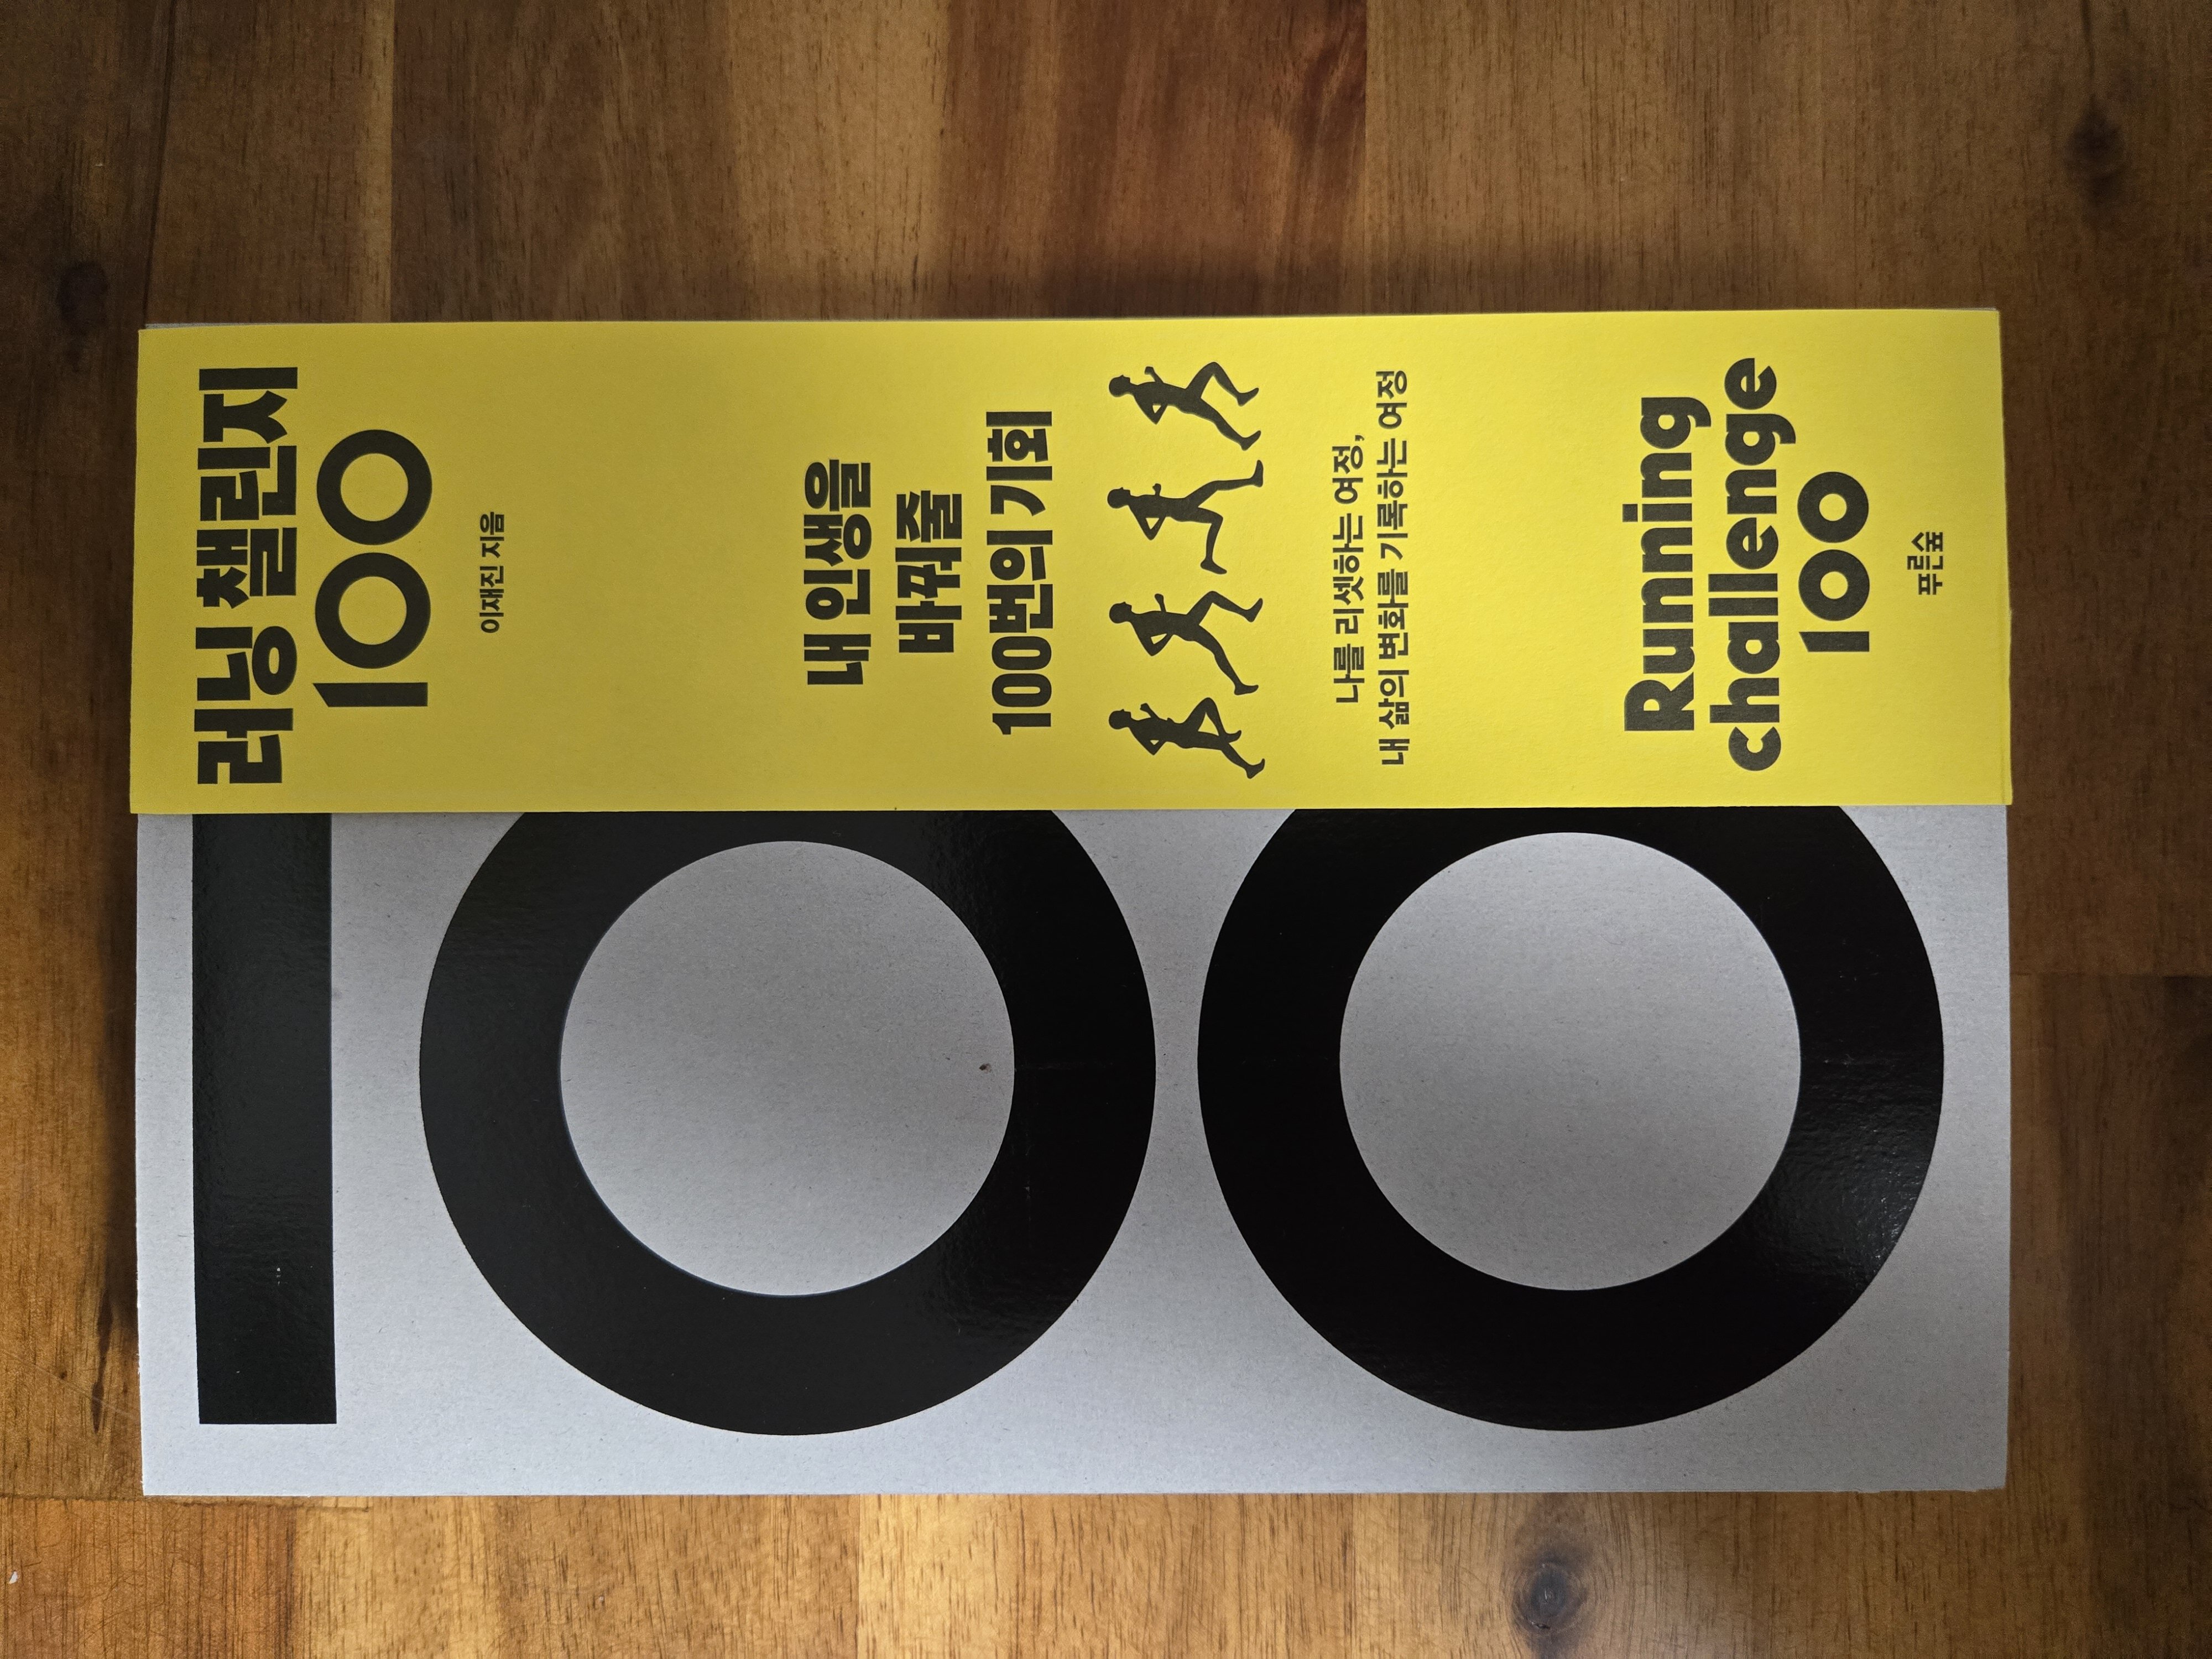 러닝 챌린지
100
이재진 지음
내 인생을
바꿔줄
100번의 기회
나를 리셋하는 여정,
내 삶의 변화를 기록하는 여정
Running
challenge
100
푸른숲
100